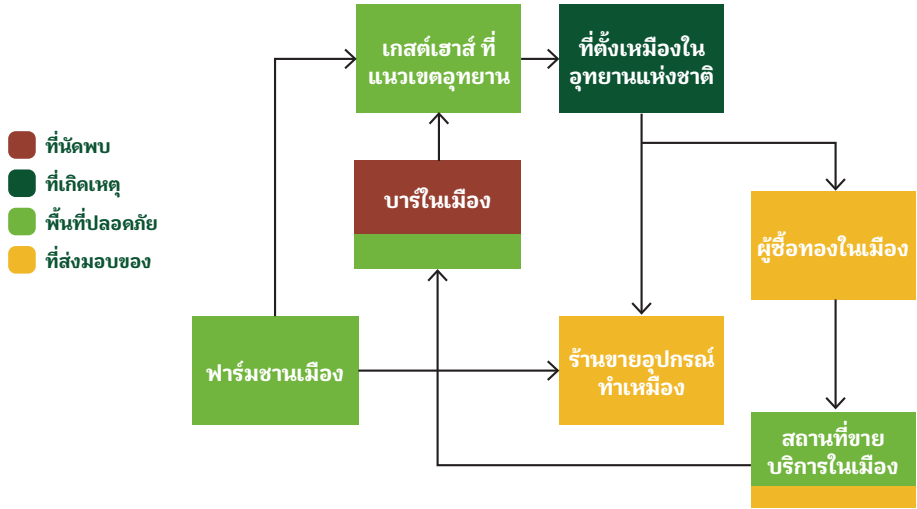 เกสต์เฮาส์ ที่
แนวเขตอุทยาน
ที่ตั้งเหมืองใน
อุทยานแห่งชาติ
ที่นัดพบ
ที่เกิดเหตุ
พื้นที่ปลอดภัย
ที่ส่งมอบของ
บาร์ในเมือง
ผู้ซื้อทองในเมือง
ฟาร์มชานเมือง
ร้านขายอุปกรณ์
ทำเหมือง
สถานที่ขาย
บริการในเมือง